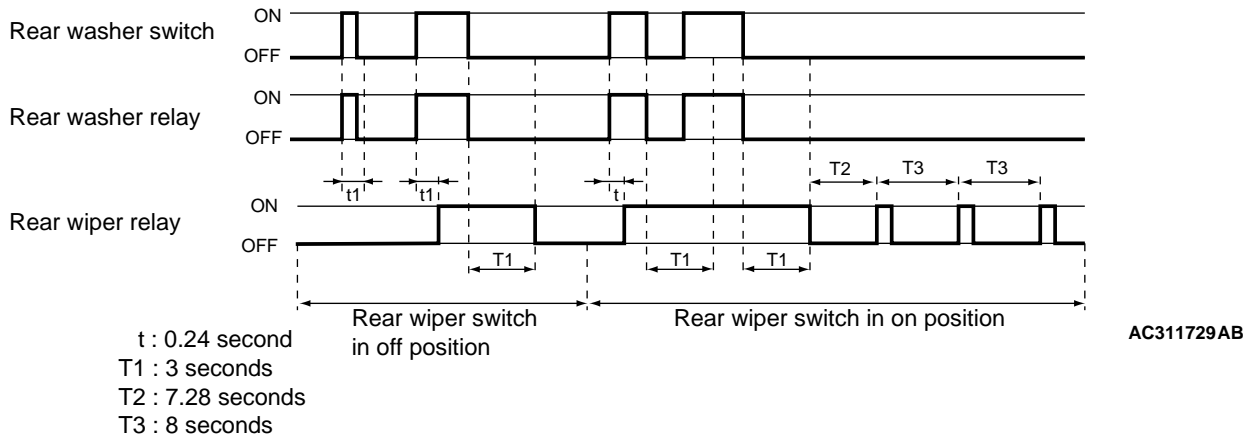 Rear washer switch
ON
OFF
Rear washer relay
ON
OFF
t1
t1
t
T2
T3
T3
Rear wiper relay
ON
OFF
T1
T1
T1
Rear wiper switch
in off position
Rear wiper switch in on position
AC311729AB
t : 0.24 second
T1 : 3 seconds
T2 : 7.28 seconds
T3 : 8 seconds